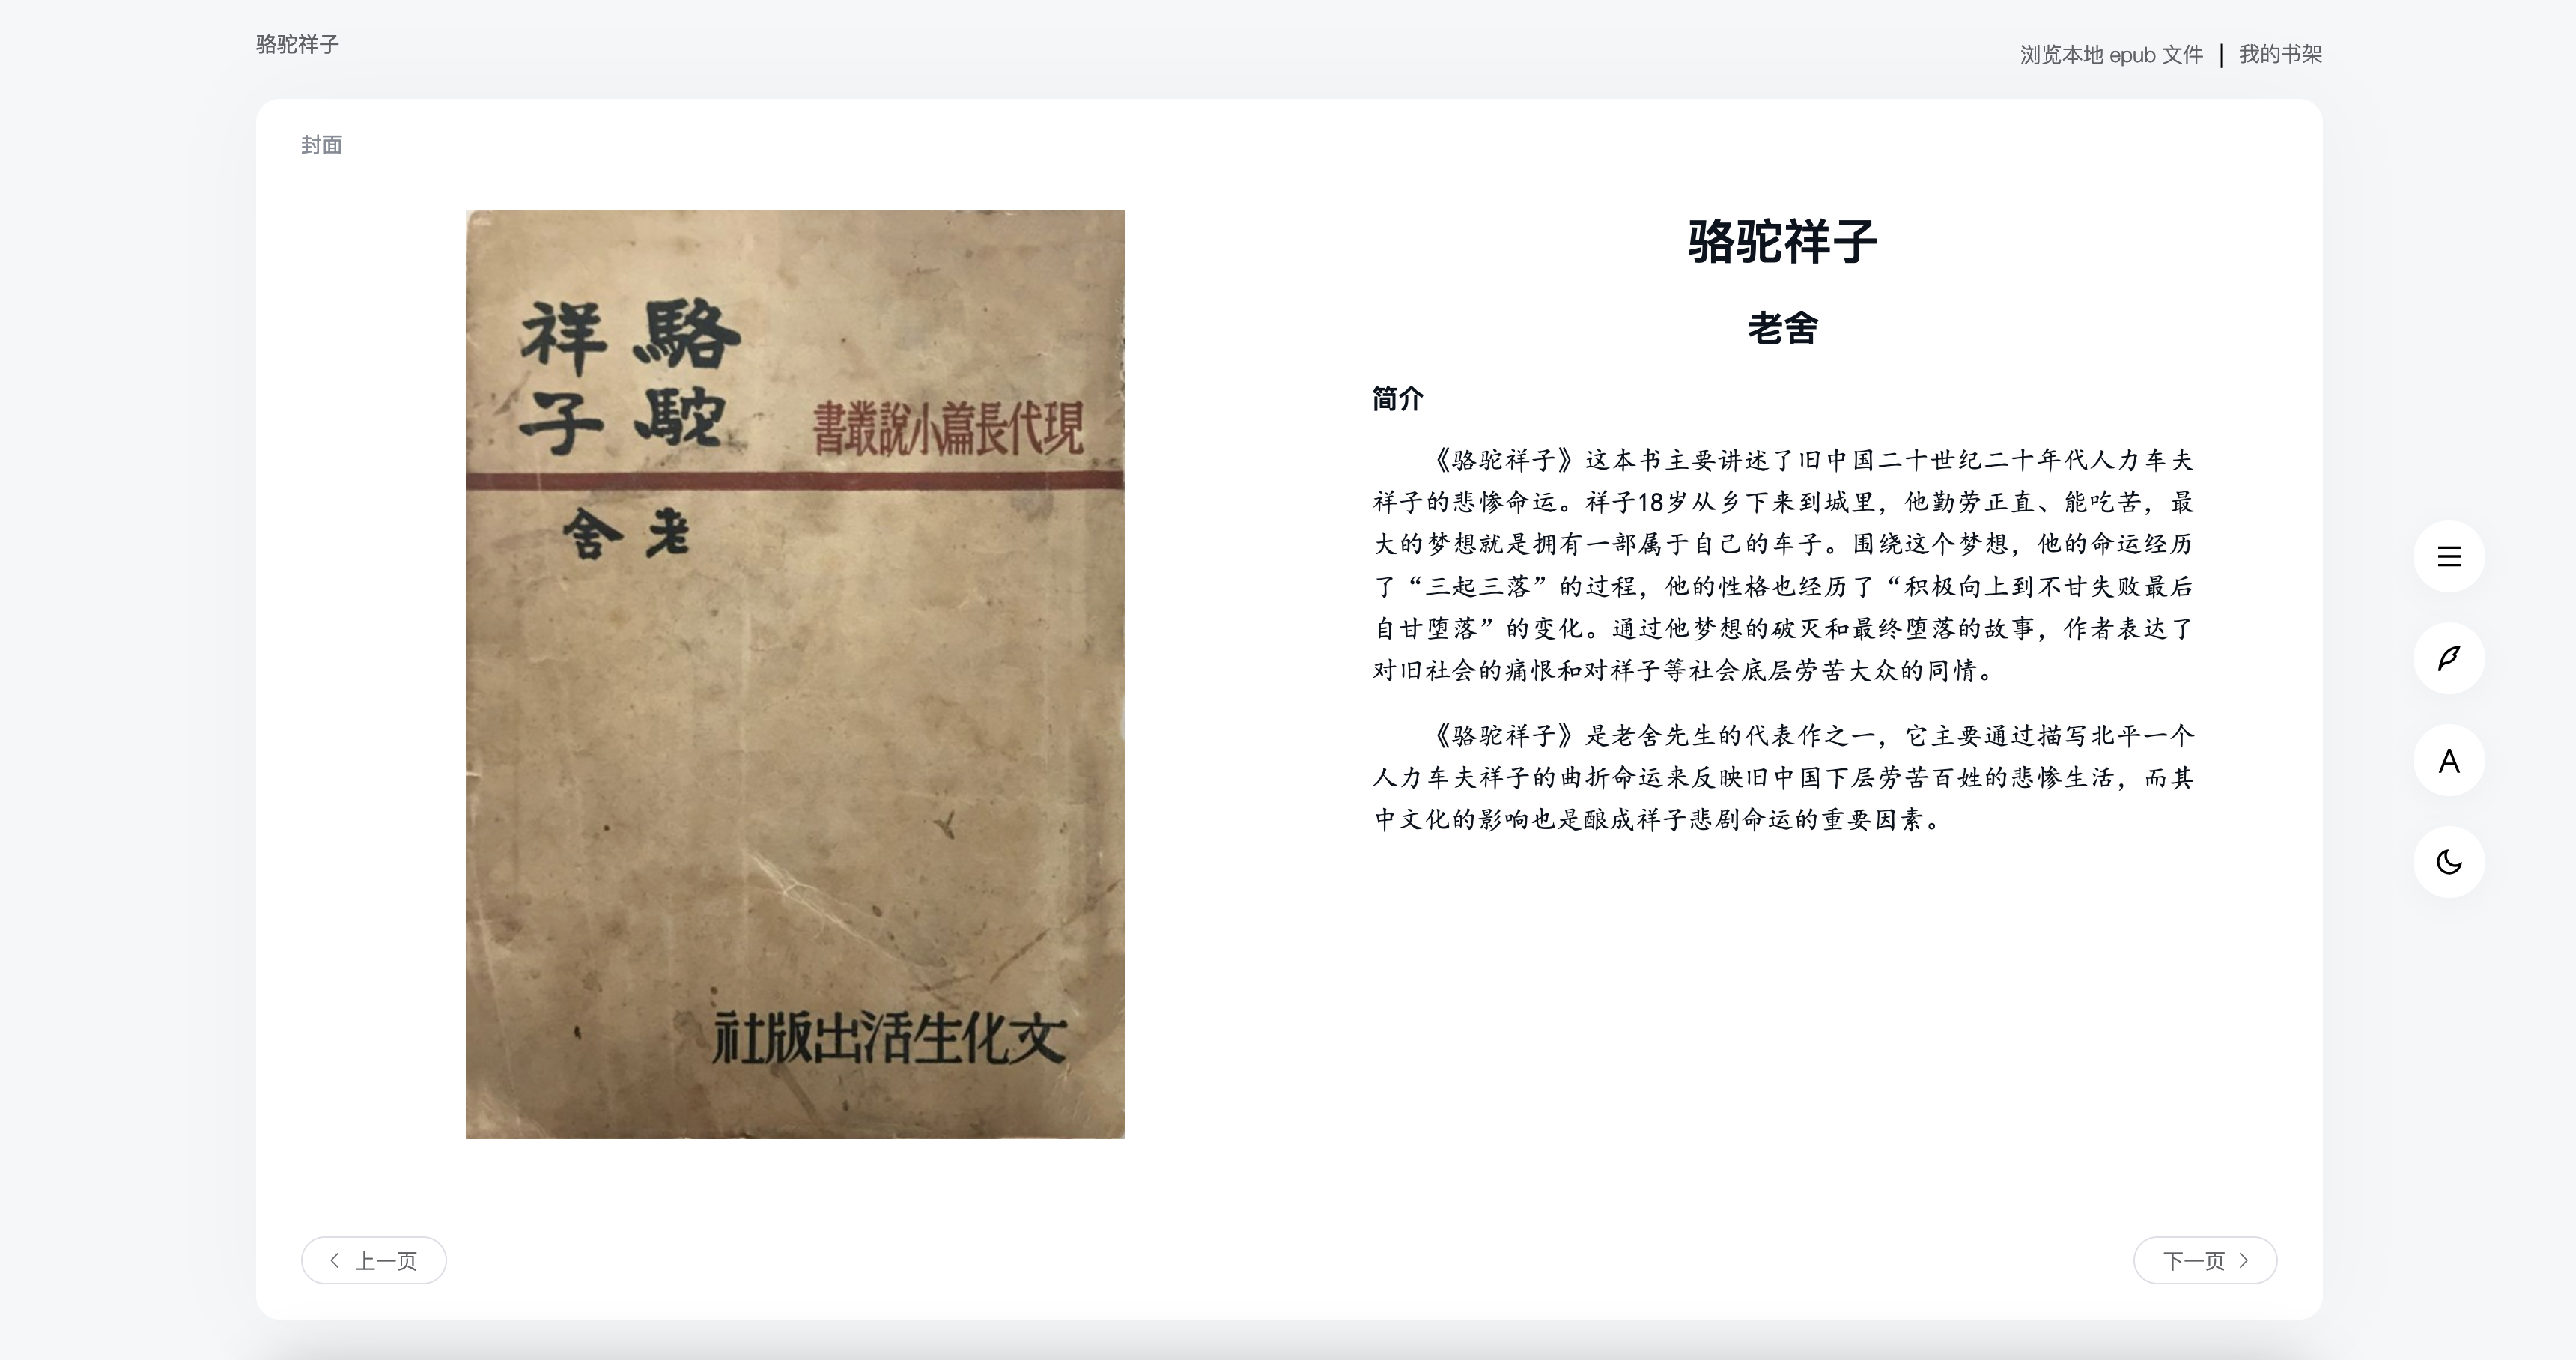 骆驼祥子
浏览本地 epub 文件 | 我的书架
封面
駱駝
祥子
現代長篇小說叢書
老舍
文化生活出版社
骆驼祥子
老舍
简介
《骆驼祥子》这本书主要讲述了旧中国二十世纪二十年代人力车夫
祥子的悲惨命运。祥子18岁从乡下来到城里，他勤劳正直、能吃苦，最
大的梦想就是拥有一部属于自己的车子。围绕这个梦想，他的命运经历
了“三起三落”的过程，他的性格也经历了“积极向上到不甘失败最后
自甘堕落”的变化。通过他梦想的破灭和最终堕落的故事，作者表达了
对旧社会的痛恨和对祥子等社会底层劳苦大众的同情。
《骆驼祥子》是老舍先生的代表作之一，它主要通过描写北平一个
人力车夫祥子的曲折命运来反映旧中国下层劳苦百姓的悲惨生活，而其
中文化的影响也是酿成祥子悲剧命运的重要因素。
A
上一页
下一页